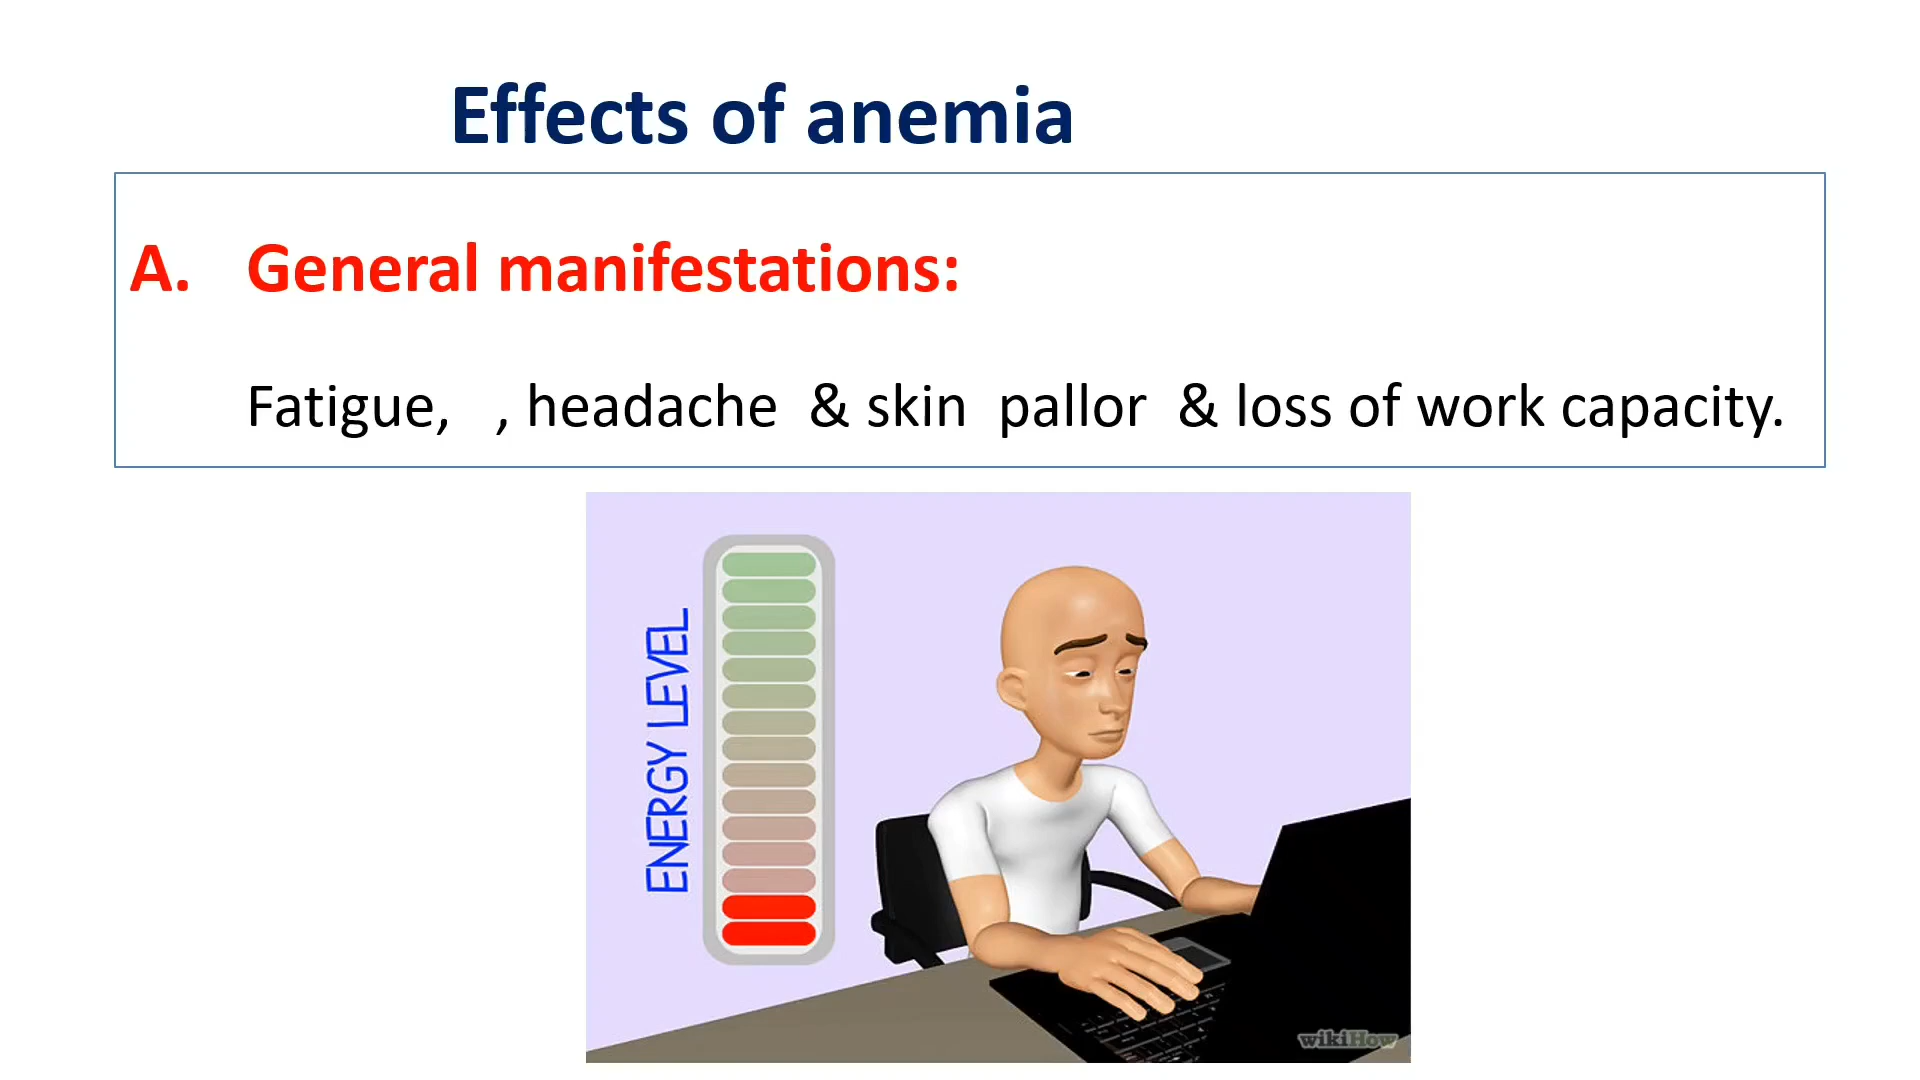 Effects of anemia
A. General manifestations:
Fatigue, , headache & skin pallor & loss of work capacity.
ENERGY LEVEL
wikiHow